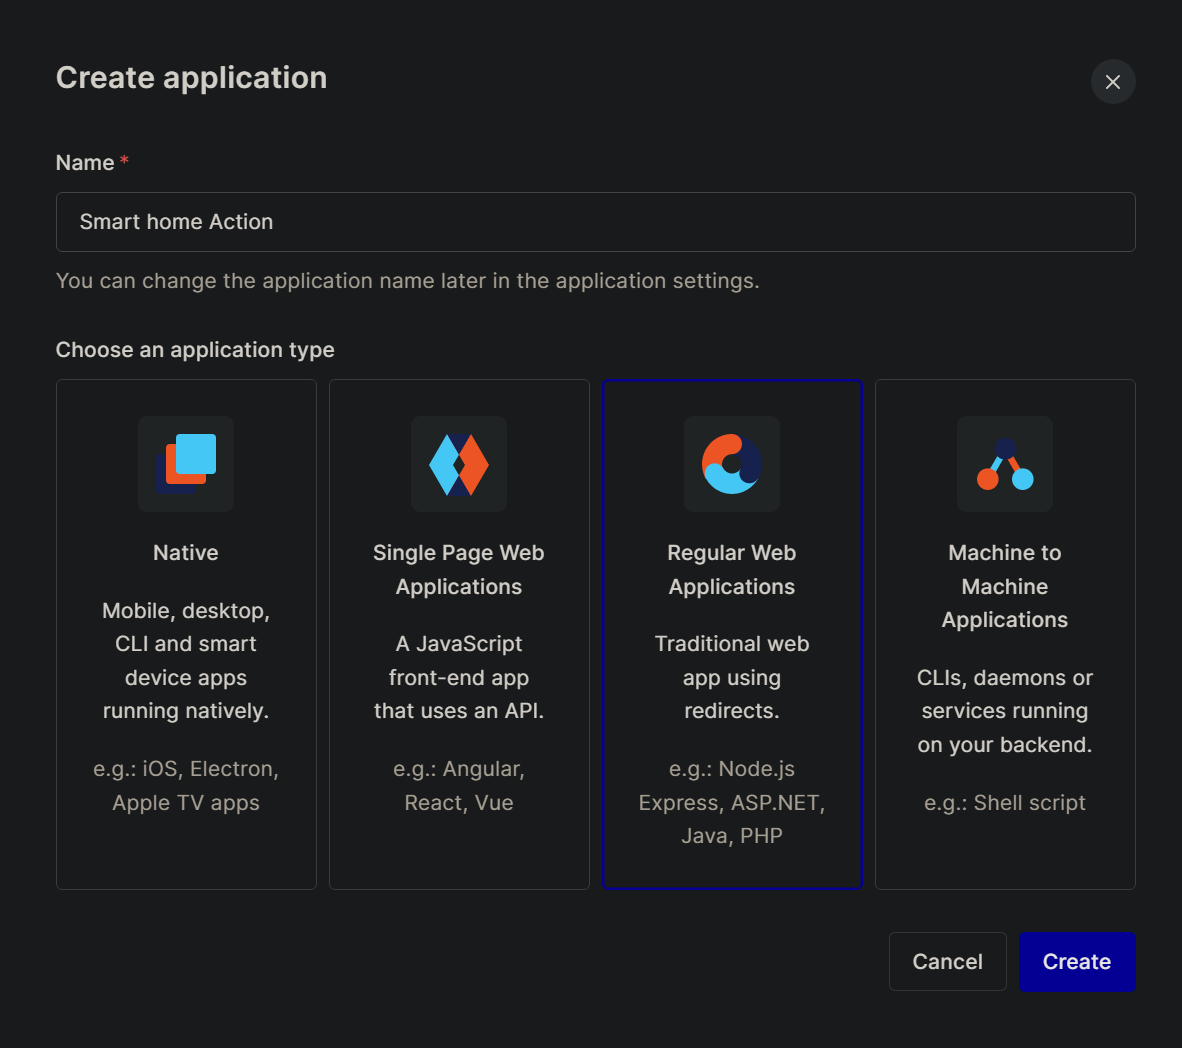 Create application
Name *
Smart home Action
You can change the application name later in the application settings.
Choose an application type
Native
Mobile, desktop,
CLI and smart
device apps
running natively.
e.g.: iOS, Electron,
Apple TV apps
Single Page Web
Applications
A JavaScript
front-end app
that uses an API.
e.g.: Angular,
React, Vue
Regular Web
Applications
Traditional web
app using
redirects.
e.g.: Node.js
Express, ASP.NET,
Java, PHP
Machine to
Machine
Applications
CLIs, daemons or
services running
on your backend.
e.g.: Shell script
Cancel
Create